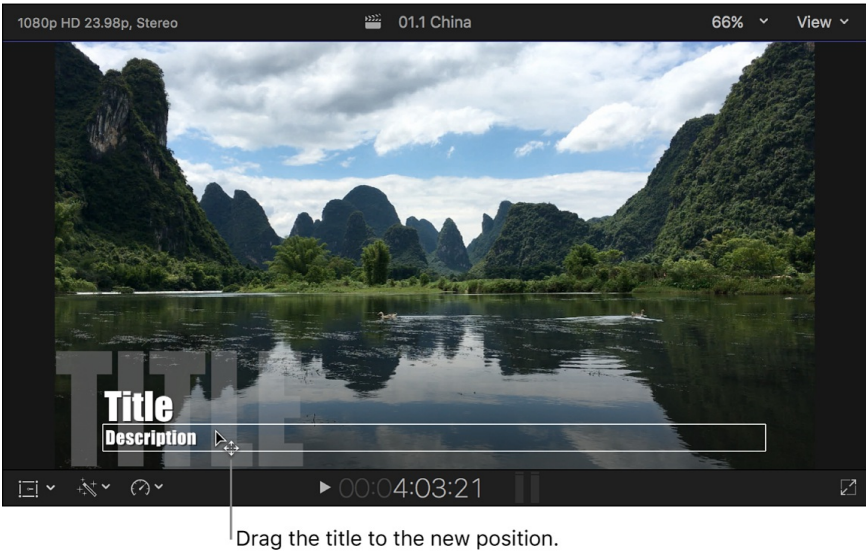 1080p HD 23.98p, Stereo 01.1 China 66% View
TITLE
Title
Description
00:04:03:21
Drag the title to the new position.